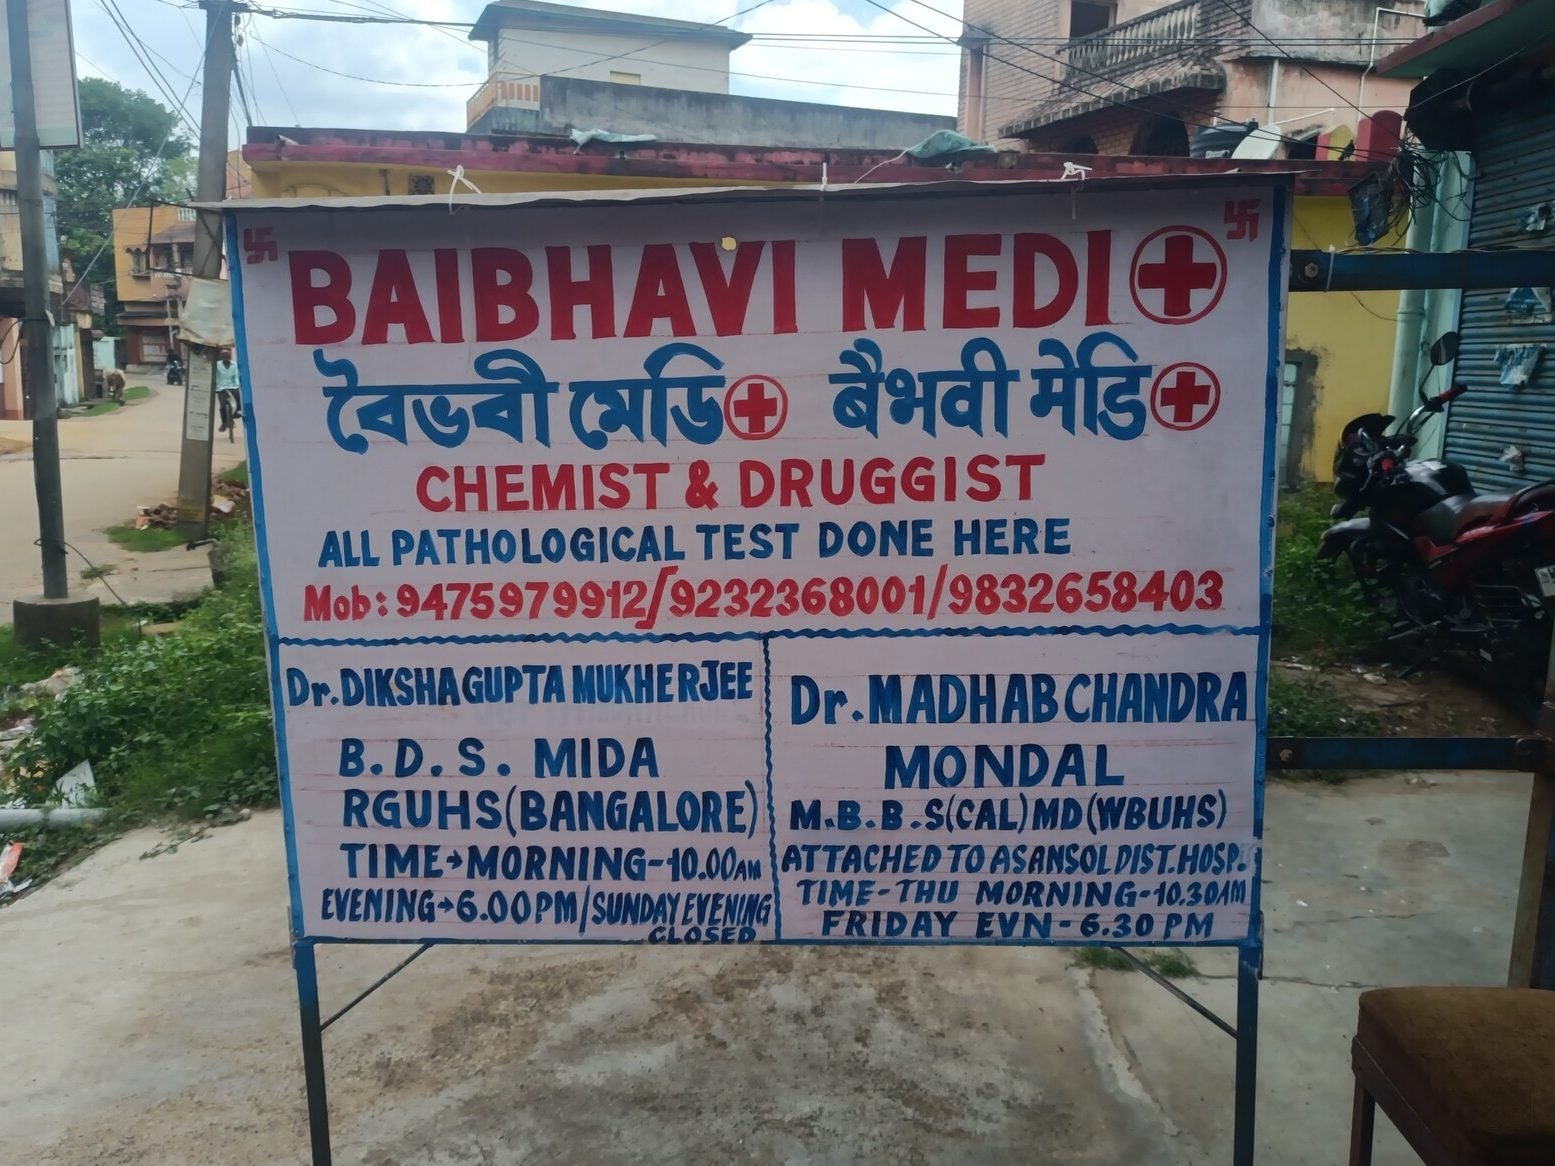 BAIBHAVI MEDI
বৈভবী মেডি वैभवी मेडि
CHEMIST & DRUGGIST
ALL PATHOLOGICAL TEST DONE HERE
Mob: 9475979912/9232368001/9832658403
Dr. DIKSHA GUPTA MUKHERJEE
B.D.S. MIDA
RGUHS (BANGALORE)
TIME→MORNING-10.00AM
EVENING→6.00PM/SUNDAY EVENING
CLOSED
Dr. MADHAB CHANDRA
MONDAL
M.B.B.S(CAL) MD (WBUHS)
ATTACHED TO ASANSOL DIST. HOSP.
TIME-THU MORNING-10.30AM
FRIDAY EVN-6.30 PM